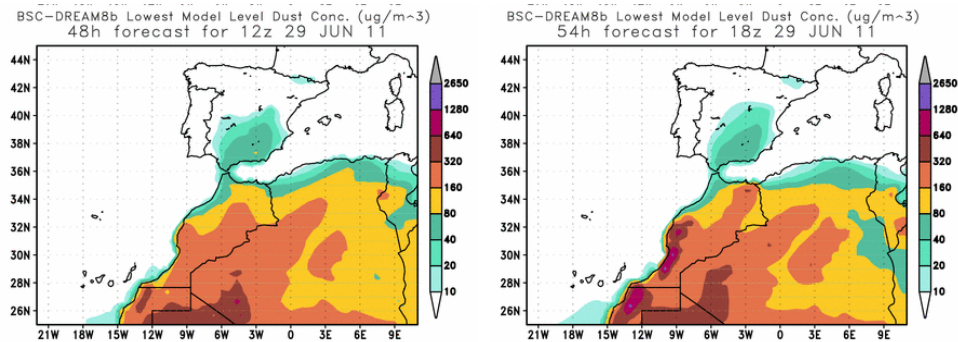 BSC-DREAM8b Lowest Model Level Dust Conc. (ug/m^3)
48h forecast for 12z 29 JUN 11
44N
42N
40N
38N
36N
34N
32N
30N
28N
26N
21W 18W 15W 12W 9W 6W 3W 0 3E 6E 9E
2650
1280
640
320
160
80
40
20
10
BSC-DREAM8b Lowest Model Level Dust Conc. (ug/m^3)
54h forecast for 18z 29 JUN 11
44N
42N
40N
38N
36N
34N
32N
30N
28N
26N
21W 18W 15W 12W 9W 6W 3W 0 3E 6E 9E
2650
1280
640
320
160
80
40
20
10